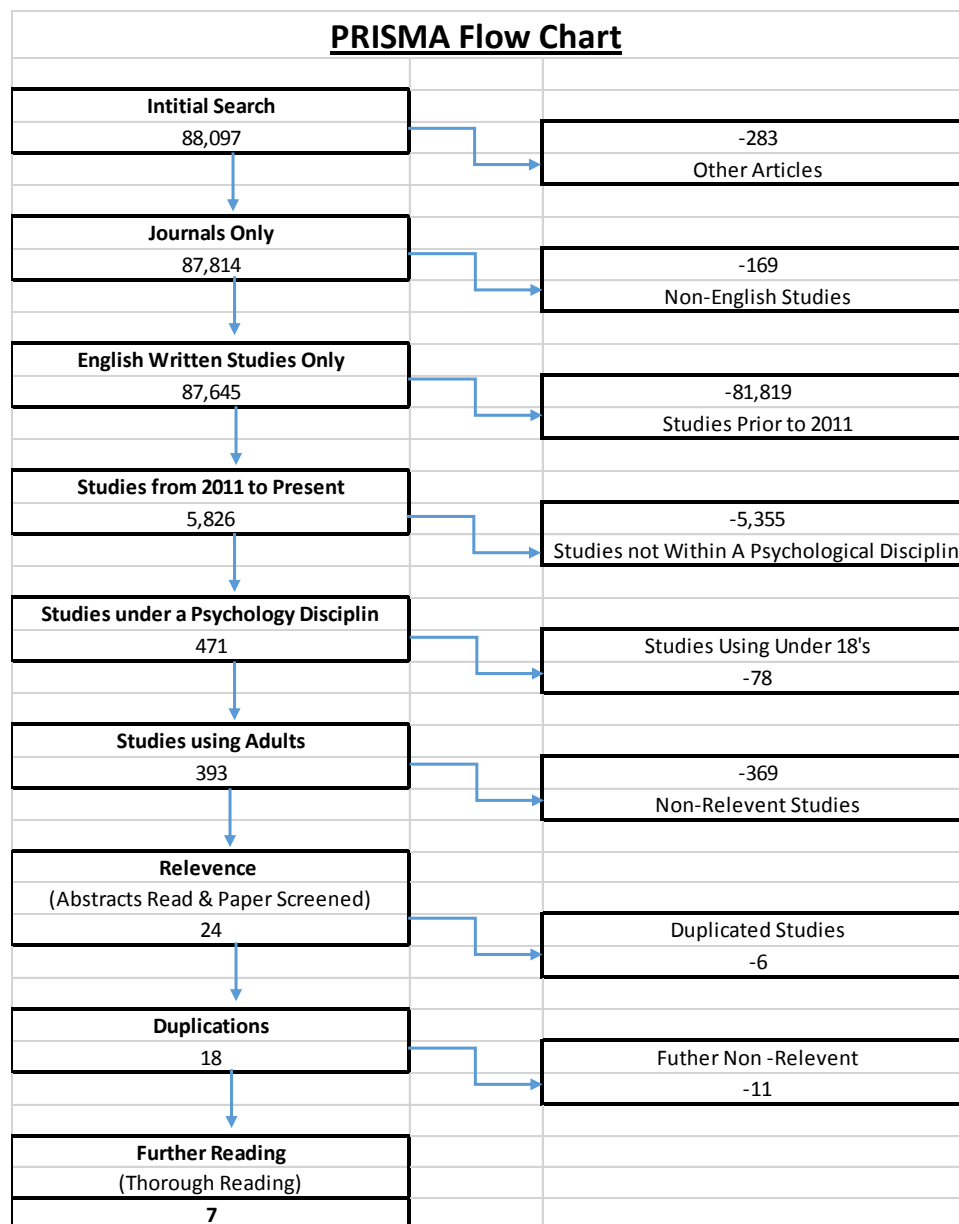 PRISMA Flow Chart
Intitial Search
88,097
-283
Other Articles
Journals Only
87,814
-169
Non-English Studies
English Written Studies Only
87,645
-81,819
Studies Prior to 2011
Studies from 2011 to Present
5,826
-5,355
Studies not Within A Psychological Disciplin
Studies under a Psychology Disciplin
471
Studies Using Under 18's
-78
Studies using Adults
393
-369
Non-Relevent Studies
Relevence
(Abstracts Read & Paper Screened)
24
Duplicated Studies
-6
Duplications
18
Futher Non -Relevent
-11
Further Reading
(Thorough Reading)
7